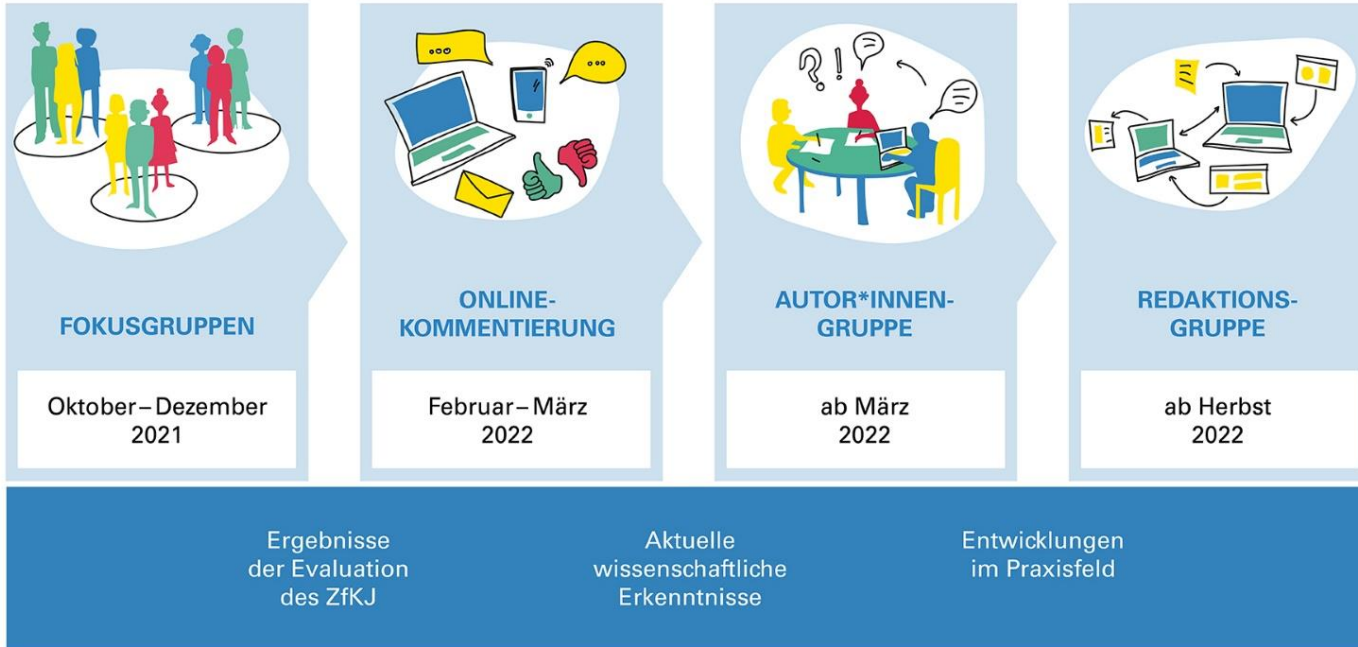 FOKUSGRUPPEN
Oktober–Dezember
2021
ONLINE-
KOMMENTIERUNG
Februar–März
2022
AUTOR*INNEN-
GRUPPE
ab März
2022
REDAKTIONS-
GRUPPE
ab Herbst
2022
Ergebnisse
der Evaluation
des ZfKJ
Aktuelle
wissenschaftliche
Erkenntnisse
Entwicklungen
im Praxisfeld